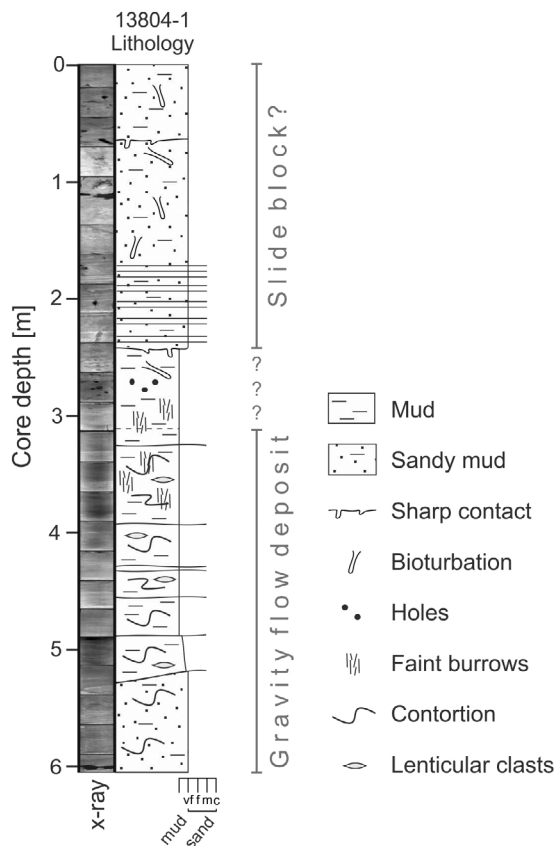 13804-1
Lithology
0
1
2
3
4
5
6
Core depth [m]
x-ray
mud
vf f m c
sand
Slide block?
?
?
?
Gravity flow deposit
Mud
Sandy mud
Sharp contact
Bioturbation
Holes
Faint burrows
Contortion
Lenticular clasts